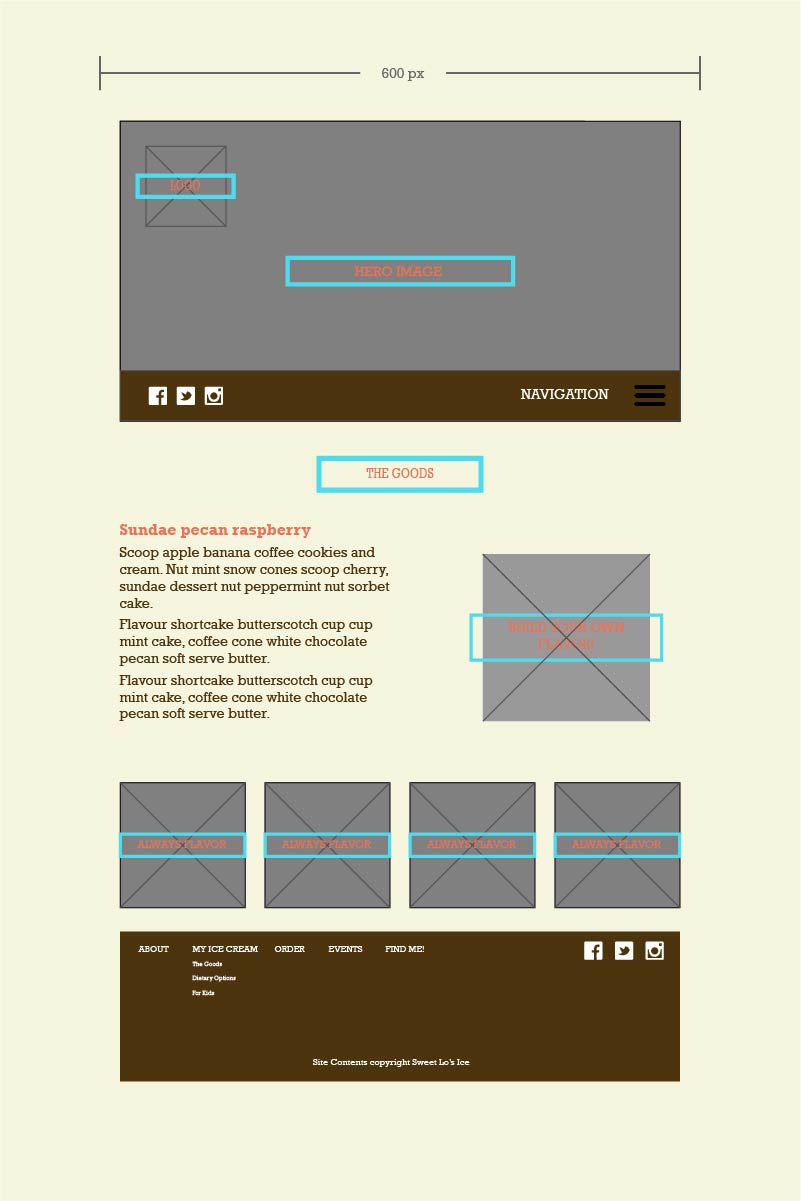 600 px
LOGO
HERO IMAGE
NAVIGATION
THE GOODS
Sundae pecan raspberry
Scoop apple banana coffee cookies and
cream. Nut mint snow cones scoop cherry,
sundae dessert nut peppermint nut sorbet
cake.
Flavour shortcake butterscotch cup cup
mint cake, coffee cone white chocolate
pecan soft serve butter.
Flavour shortcake butterscotch cup cup
mint cake, coffee cone white chocolate
pecan soft serve butter.
BUILD YOUR OWN
FLAVOR!
ALWAYS FLAVOR ALWAYS FLAVOR ALWAYS FLAVOR ALWAYS FLAVOR
ABOUT MY ICE CREAM ORDER EVENTS FIND ME!
The Goods
Dietary Options
For Kids
Site Contents copyright Sweet Lo's Ice